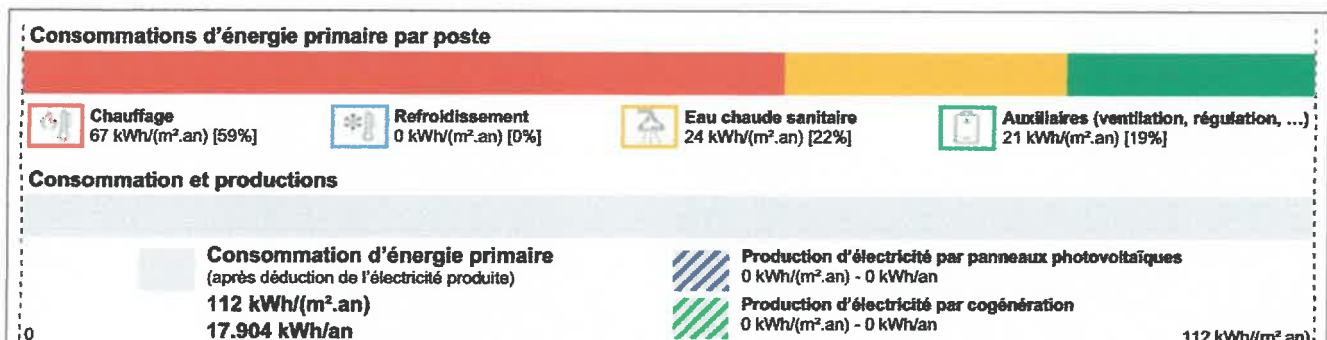 Consommations d'énergie primaire par poste
Chauffage
67 kWh/(m².an) [59%]
Refroidissement
0 kWh/(m².an) [0%]
Eau chaude sanitaire
24 kWh/(m².an) [22%]
Auxiliaires (ventilation, régulation, ...)
21 kWh/(m².an) [19%]
Consommation et productions
Consommation d'énergie primaire
(après déduction de l'électricité produite)
112 kWh/(m².an)
17.904 kWh/an
Production d'électricité par panneaux photovoltaïques
0 kWh/(m².an) - 0 kWh/an
Production d'électricité par cogénération
0 kWh/(m².an) - 0 kWh/an
0
112 kWh/(m².an)